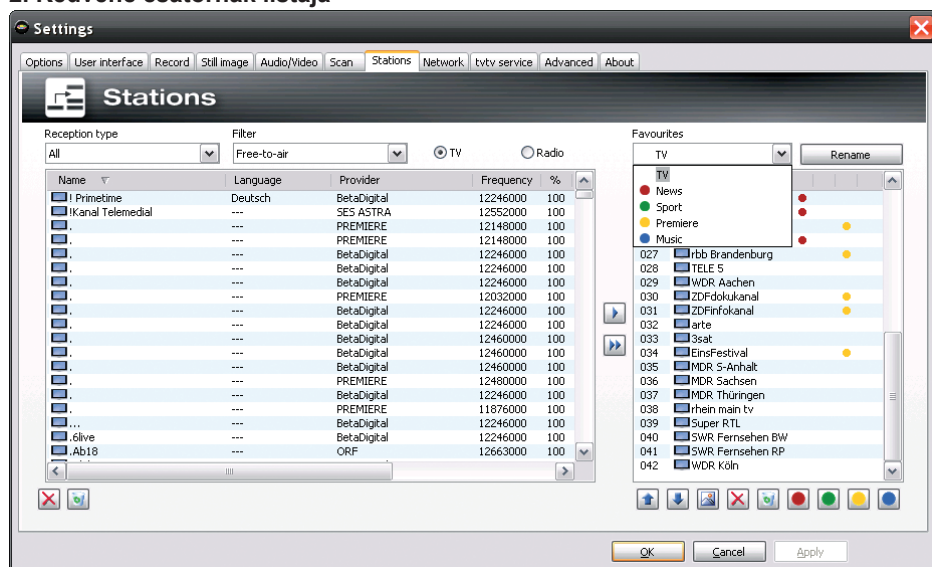 2. Kedvenc csatornák listája
Settings
Options User interface Record Still image Audio/Video Scan Stations Network tvtv service Advanced About
Stations
Reception type Filter Favourites
All Free-to-air TV Radio TV Rename
Name Language Provider Frequency %
! Primetime Deutsch BetaDigital 12246000 100
!Kanal Telemedial --- SES ASTRA 12552000 100
. --- PREMIERE 12148000 100
. --- PREMIERE 12148000 100
. --- BetaDigital 12246000 100
. --- BetaDigital 12246000 100
. --- BetaDigital 12246000 100
. --- PREMIERE 12032000 100
. --- BetaDigital 12246000 100
. --- BetaDigital 12246000 100
. --- BetaDigital 12460000 100
. --- BetaDigital 12460000 100
. --- BetaDigital 12460000 100
. --- PREMIERE 12480000 100
. --- BetaDigital 12246000 100
. --- PREMIERE 11876000 100
... --- BetaDigital 12246000 100
.6live --- BetaDigital 12246000 100
.Ab18 --- ORF 12663000 100
TV
News
Sport
Premiere
Music
027 rbb Brandenburg
028 TELE 5
029 WDR Aachen
030 ZDFdokukanal
031 ZDFinfokanal
032 arte
033 3sat
034 EinsFestival
035 MDR S-Anhalt
036 MDR Sachsen
037 MDR Thüringen
038 rhein main tv
039 Super RTL
040 SWR Fernsehen BW
041 SWR Fernsehen RP
042 WDR Köln
OK Cancel Apply